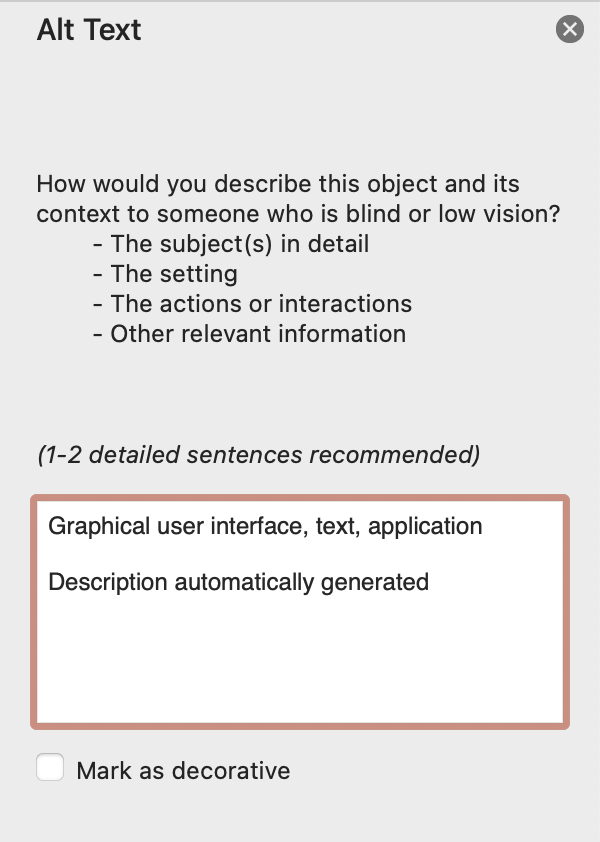 Alt Text
How would you describe this object and its
context to someone who is blind or low vision?
- The subject(s) in detail
- The setting
- The actions or interactions
- Other relevant information
(1-2 detailed sentences recommended)
Graphical user interface, text, application
Description automatically generated
Mark as decorative